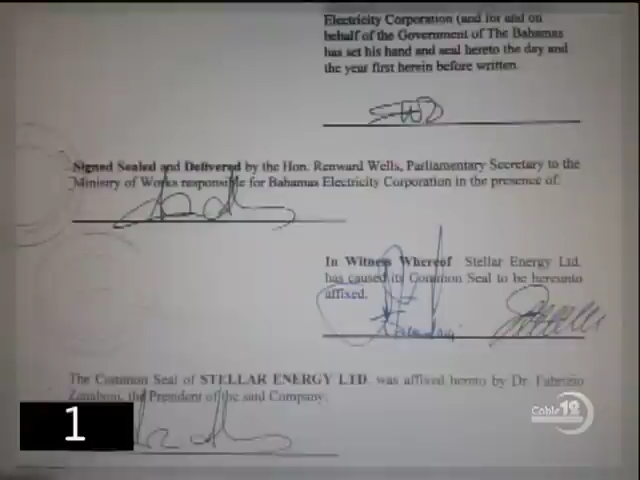 Electricity Corporation (and for and on
behalf of the Government of The Bahamas
has set his hand and seal hereto the day and
the year first herein before written.
Signed Sealed and Delivered by the Hon. Renward Wells, Parliamentary Secretary to the
Ministry of Works responsible for Bahamas Electricity Corporation in the presence of:
In Witness Whereof Stellar Energy Ltd.
has caused its Common Seal to be hereunto
affixed.
The Common Seal of STELLAR ENERGY LTD. was affixed hereto by Dr. Fabrizio
Zanaboni, the President of the said Company.
1
Cable 12